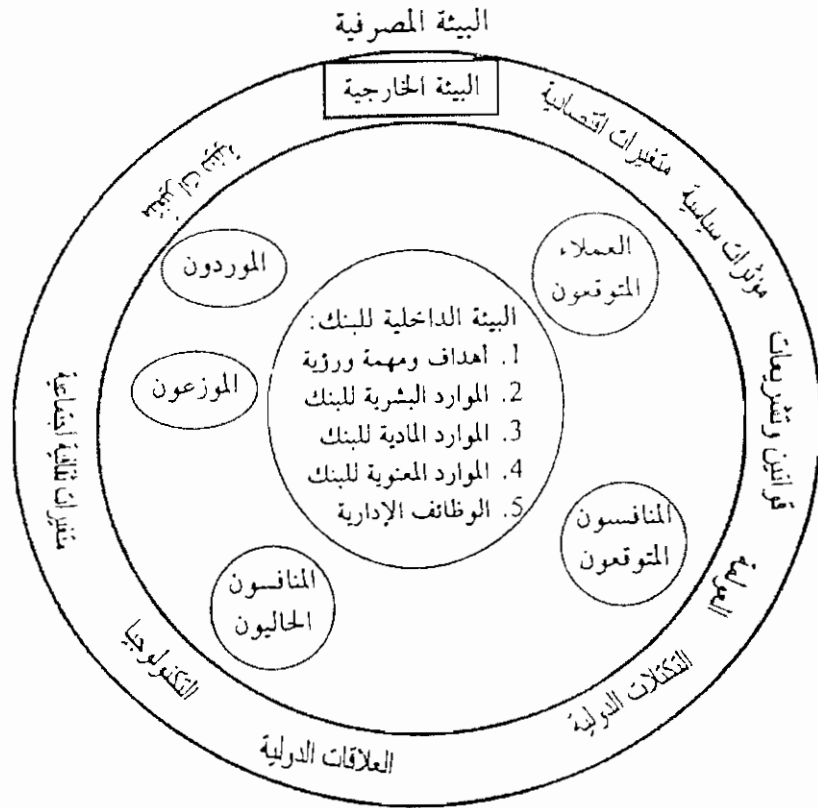 البيئة المصرفية
البيئة الخارجية
متغيرات اقتصادية
مؤثرات سياسية
قوانين وتشريعات
العولمة
التكتلات الدولية
العلاقات الدولية
التكنولوجيا
متغيرات ثقافية اجتماعية
متغيرات
العملاء
المتوقعون
الموردون
الموزعون
المنافسون
المتوقعون
المنافسون
الحاليون
البيئة الداخلية للبنك:
1. أهداف ومهمة ورؤية
2. الموارد البشرية للبنك
3. الموارد المادية للبنك
4. الموارد المعنوية للبنك
5. الوظائف الإدارية